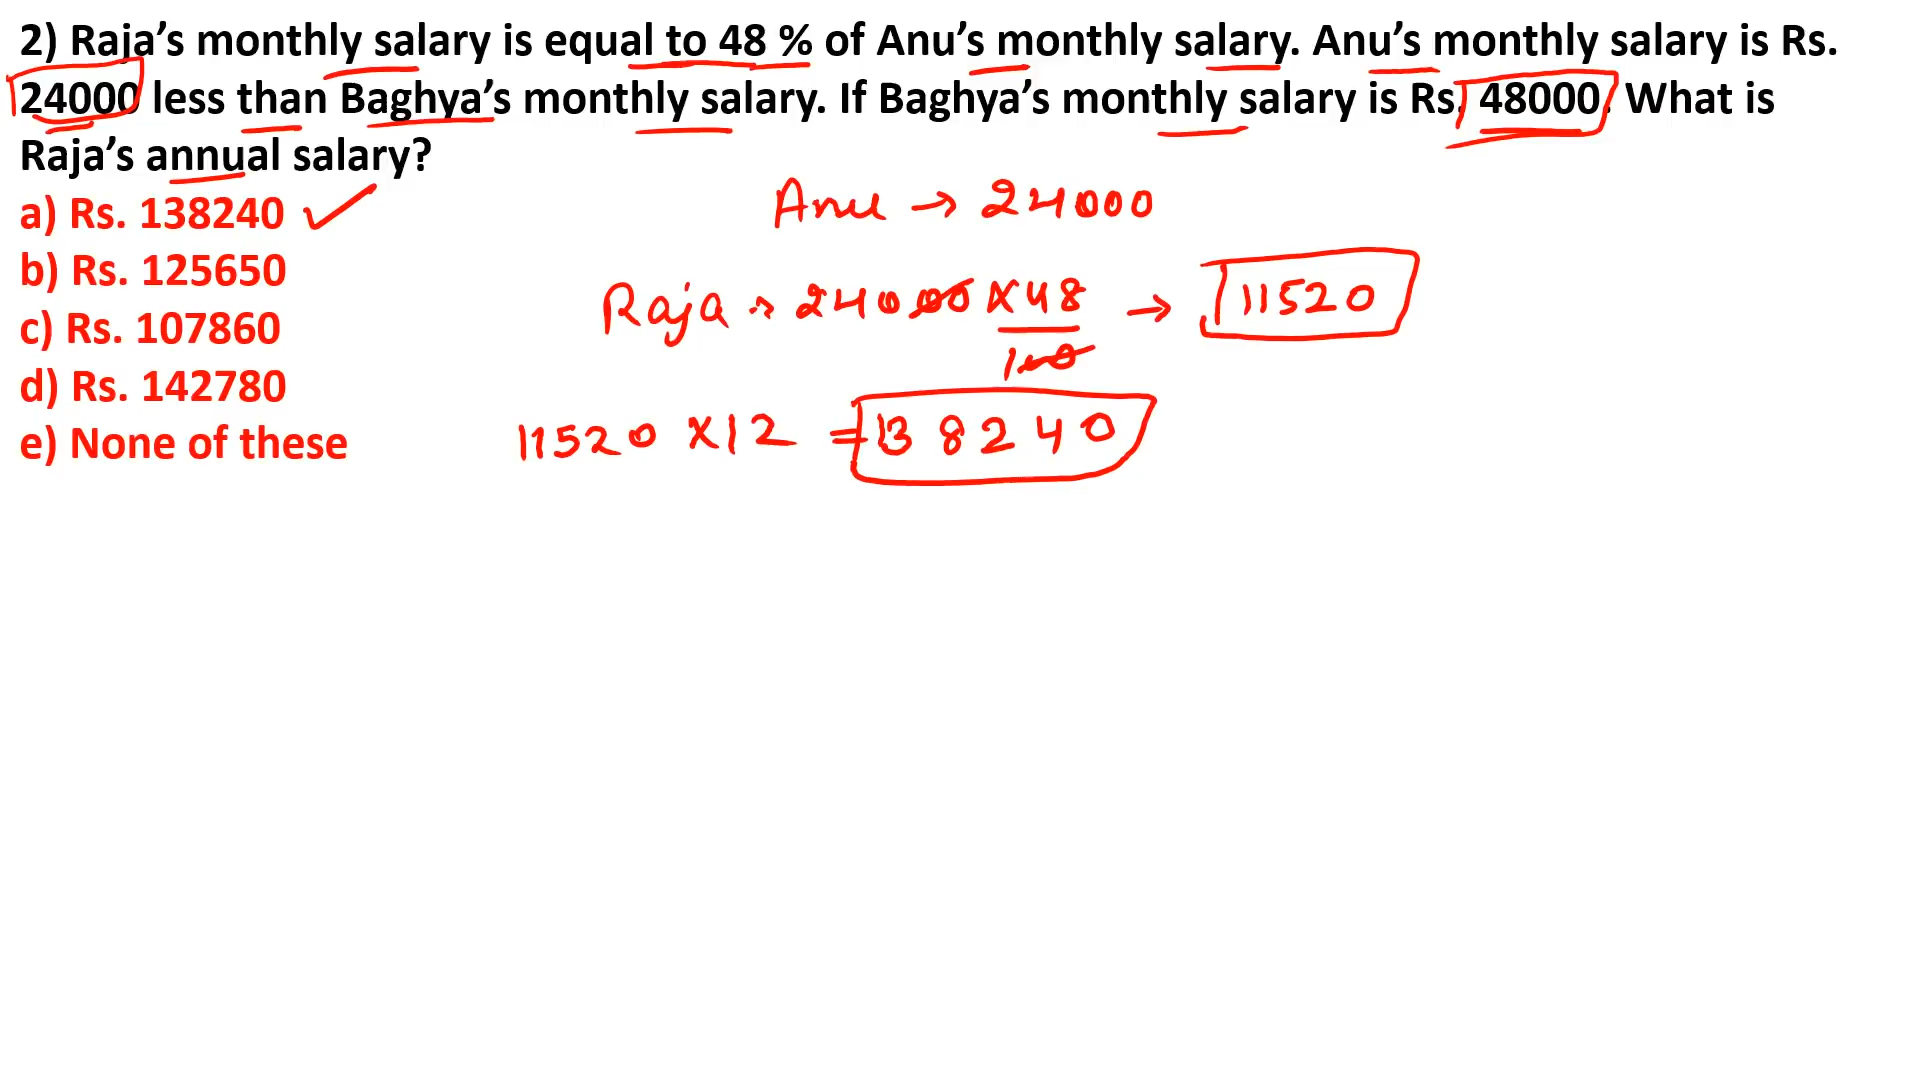 2) Raja’s monthly salary is equal to 48 % of Anu’s monthly salary. Anu’s monthly salary is Rs.
24000 less than Baghya’s monthly salary. If Baghya’s monthly salary is Rs. 48000. What is
Raja’s annual salary?
a) Rs. 138240 ✓
Anu → 24000
b) Rs. 125650
Raja → 24000 × 48 → 11520
100
c) Rs. 107860
d) Rs. 142780
e) None of these
11520 × 12 = 138240